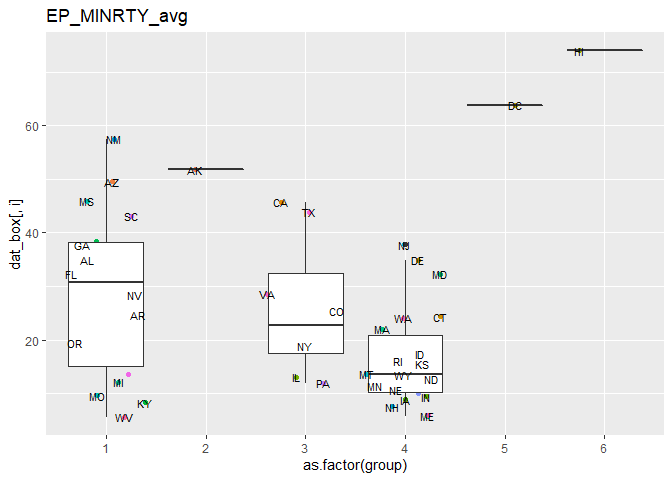 EP_MINRTY_avg
HI
DC
60
NM
AK
AZ
MS
CA
TX
SC
40
NJ
GA
AL
DE
FL
MD
NV
VA
CO
AR
WA
CT
MA
20
OR
NY
ID
RI
KS
MT
WY
ND
IL
MI
PA
MN
NE
MO
IN
IA
KY
NH
WV
ME
1
2
3
4
5
6
as.factor(group)
dat_box[, i]